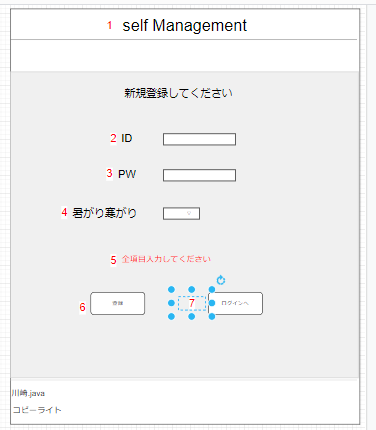 1 self Management
新規登録してください
2 ID
3 PW
4 暑がり寒がり
5 全項目入力してください
6 登録 7 ログインへ
川崎.java
コピーライト